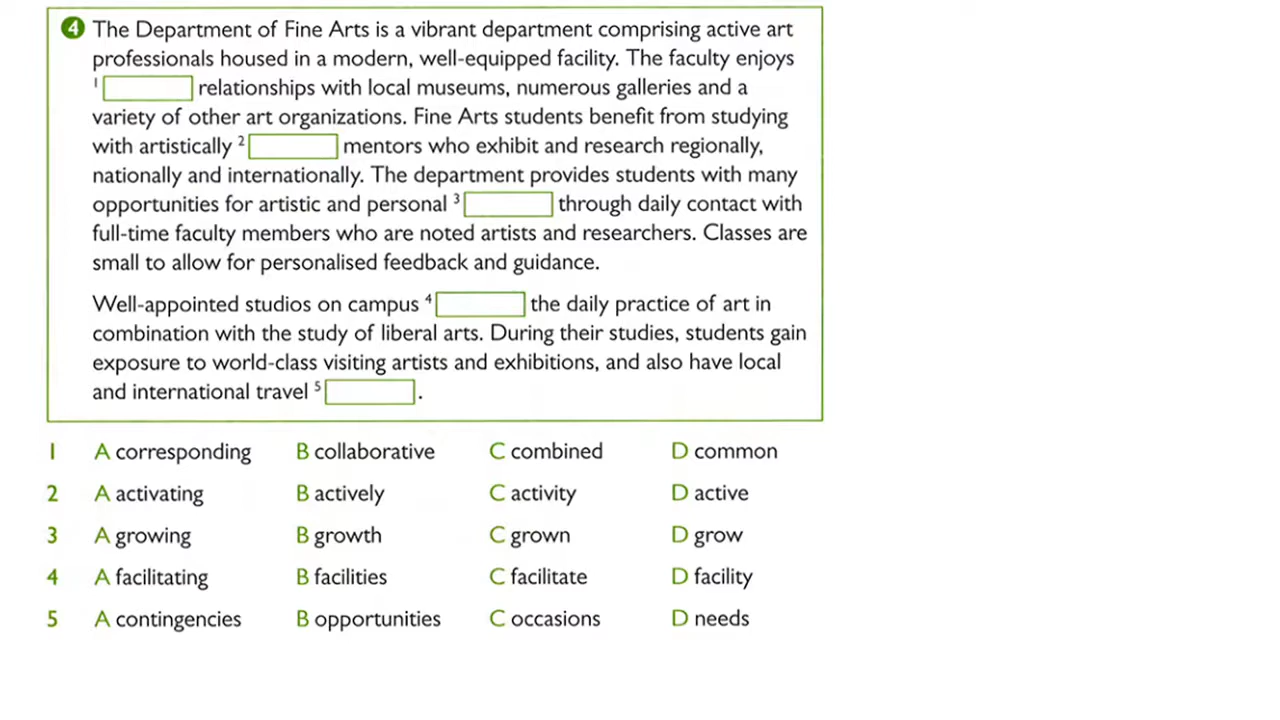 4 The Department of Fine Arts is a vibrant department comprising active art
professionals housed in a modern, well-equipped facility. The faculty enjoys
1 relationships with local museums, numerous galleries and a
variety of other art organizations. Fine Arts students benefit from studying
with artistically 2 mentors who exhibit and research regionally,
nationally and internationally. The department provides students with many
opportunities for artistic and personal 3 through daily contact with
full-time faculty members who are noted artists and researchers. Classes are
small to allow for personalised feedback and guidance.
Well-appointed studios on campus 4 the daily practice of art in
combination with the study of liberal arts. During their studies, students gain
exposure to world-class visiting artists and exhibitions, and also have local
and international travel 5 .
1 A corresponding B collaborative C combined D common
2 A activating B actively C activity D active
3 A growing B growth C grown D grow
4 A facilitating B facilities C facilitate D facility
5 A contingencies B opportunities C occasions D needs